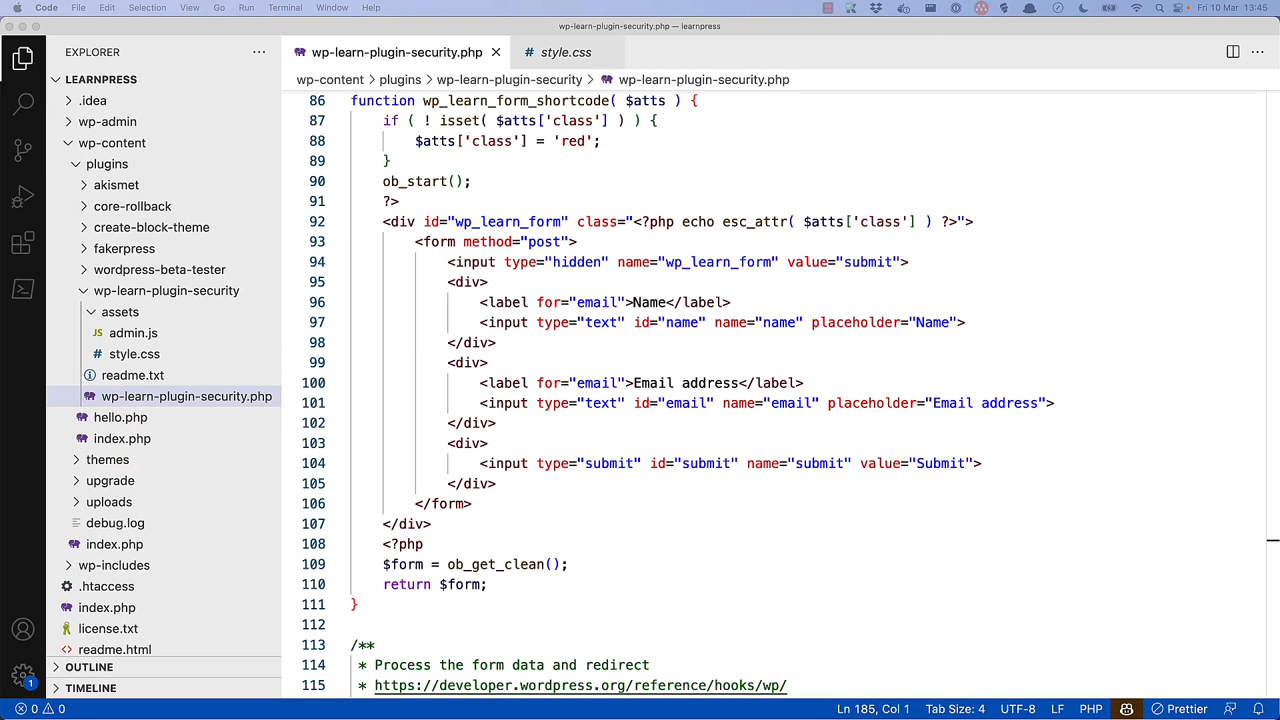 Code File Edit Selection View Go Run Terminal Window Help Fri 10 Mar 13:45
wp-learn-plugin-security.php — learnpress
EXPLORER
LEARNPRESS
.idea
wp-admin
wp-content
plugins
akismet
core-rollback
create-block-theme
fakerpress
wordpress-beta-tester
wp-learn-plugin-security
assets
JS admin.js
# style.css
readme.txt
wp-learn-plugin-security.php
hello.php
index.php
themes
upgrade
uploads
debug.log
index.php
wp-includes
.htaccess
index.php
license.txt
readme.html
OUTLINE
TIMELINE
wp-learn-plugin-security.php # style.css
wp-content > plugins > wp-learn-plugin-security > wp-learn-plugin-security.php
86 function wp_learn_form_shortcode( $atts ) {
87 if ( ! isset( $atts['class'] ) ) {
88 $atts['class'] = 'red';
89 }
90 ob_start();
91 ?>
92 <div id="wp_learn_form" class="<?php echo esc_attr( $atts['class'] ) ?>">
93 <form method="post">
94 <input type="hidden" name="wp_learn_form" value="submit">
95 <div>
96 <label for="email">Name</label>
97 <input type="text" id="name" name="name" placeholder="Name">
98 </div>
99 <div>
100 <label for="email">Email address</label>
101 <input type="text" id="email" name="email" placeholder="Email address">
102 </div>
103 <div>
104 <input type="submit" id="submit" name="submit" value="Submit">
105 </div>
106 </form>
107 </div>
108 <?php
109 $form = ob_get_clean();
110 return $form;
111 }
112
113 /**
114 * Process the form data and redirect
115 * https://developer.wordpress.org/reference/hooks/wp/
1
0 0 Ln 185, Col 1 Tab Size: 4 UTF-8 LF PHP Prettier